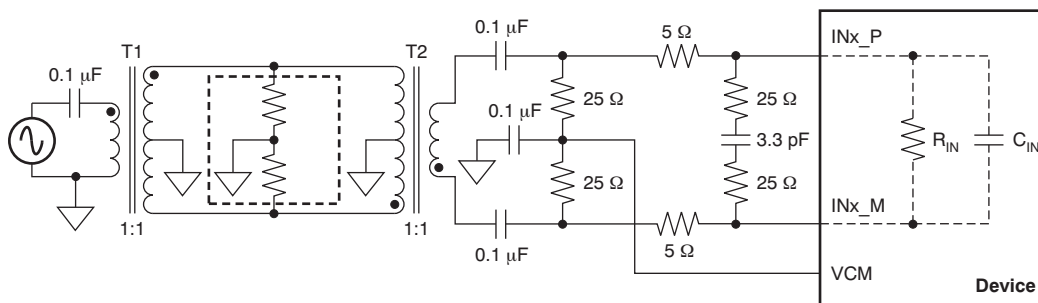 T1
T2
0.1 μF
0.1 μF
0.1 μF
0.1 μF
5 Ω
5 Ω
25 Ω
25 Ω
25 Ω
3.3 pF
25 Ω
1:1
1:1
INx_P
INx_M
VCM
R_IN
C_IN
Device